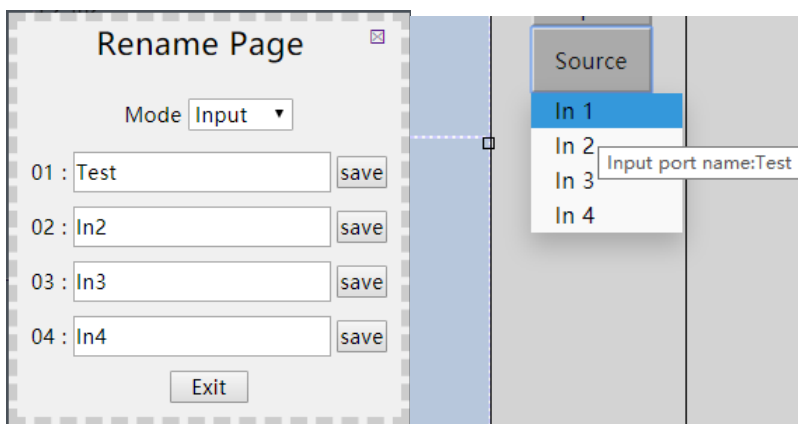 Rename Page
Mode Input
01 : Test save
02 : In2 save
03 : In3 save
04 : In4 save
Exit
Source
In 1
In 2
Input port name:Test
In 3
In 4